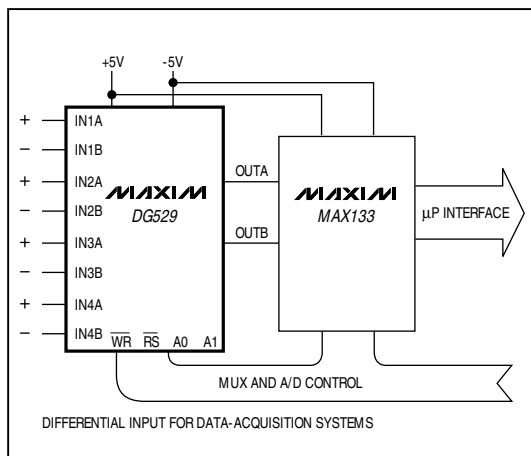 +5V -5V
+ IN1A
− IN1B
+ IN2A OUTA
MAXIM MAXIM
− IN2B DG529 MAX133 µP INTERFACE
+ IN3A OUTB
− IN3B
+ IN4A
− IN4B
WR RS A0 A1
MUX AND A/D CONTROL
DIFFERENTIAL INPUT FOR DATA-ACQUISITION SYSTEMS